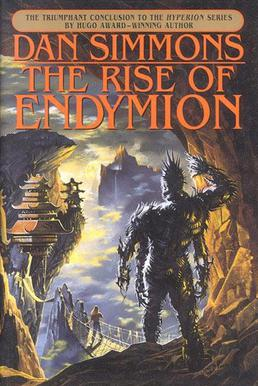 THE TRIUMPHANT CONCLUSION TO THE HYPERION SERIES
BY HUGO AWARD–WINNING AUTHOR
DAN SIMMONS
THE RISE OF
ENDYMION